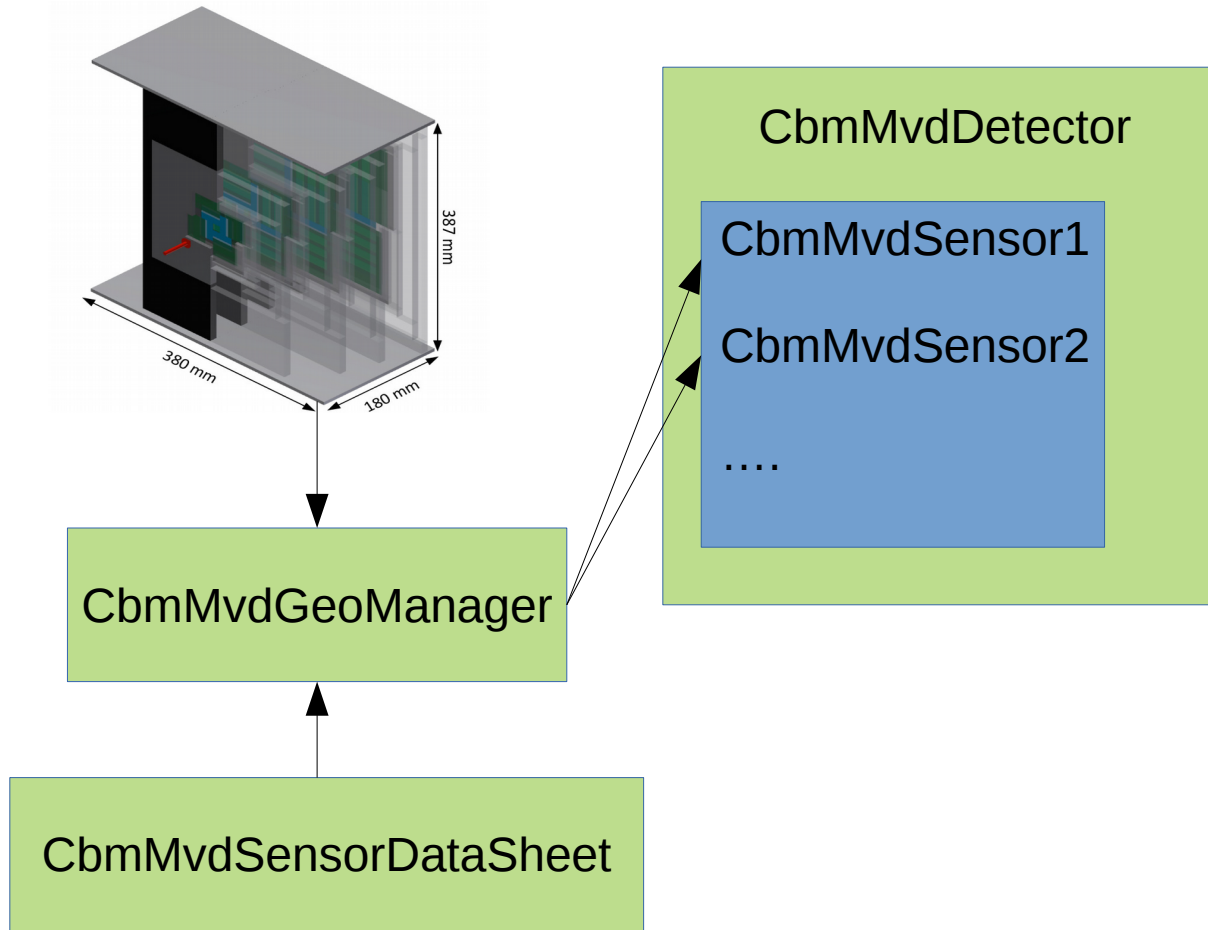 387 mm
380 mm
180 mm
CbmMvdDetector
CbmMvdSensor1
CbmMvdSensor2
....
CbmMvdGeoManager
CbmMvdSensorDataSheet